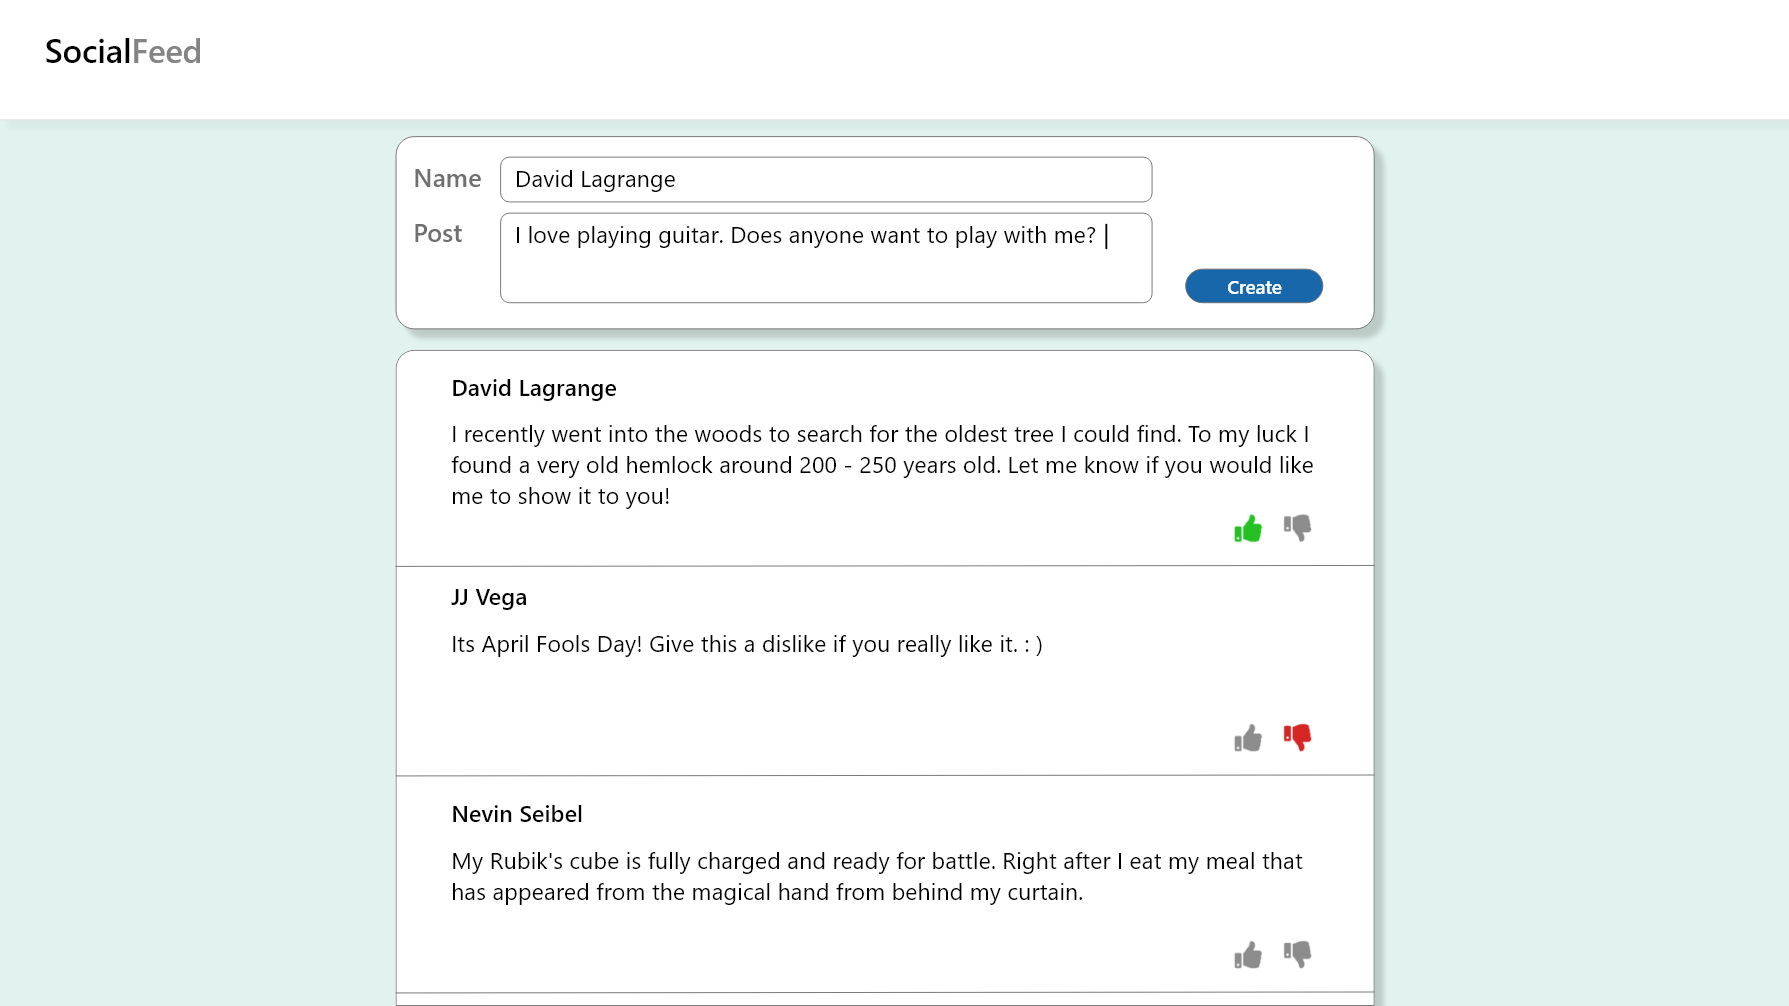 SocialFeed
Name
David Lagrange
Post
I love playing guitar. Does anyone want to play with me?
Create
David Lagrange
I recently went into the woods to search for the oldest tree I could find. To my luck I
found a very old hemlock around 200 - 250 years old. Let me know if you would like
me to show it to you!
JJ Vega
Its April Fools Day! Give this a dislike if you really like it. : )
Nevin Seibel
My Rubik's cube is fully charged and ready for battle. Right after I eat my meal that
has appeared from the magical hand from behind my curtain.